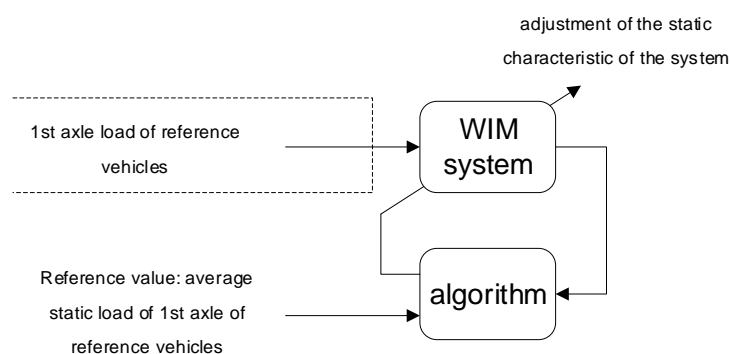 adjustment of the static
characteristic of the system
1st axle load of reference
vehicles
WIM
system
Reference value: average
static load of 1st axle of
reference vehicles
algorithm